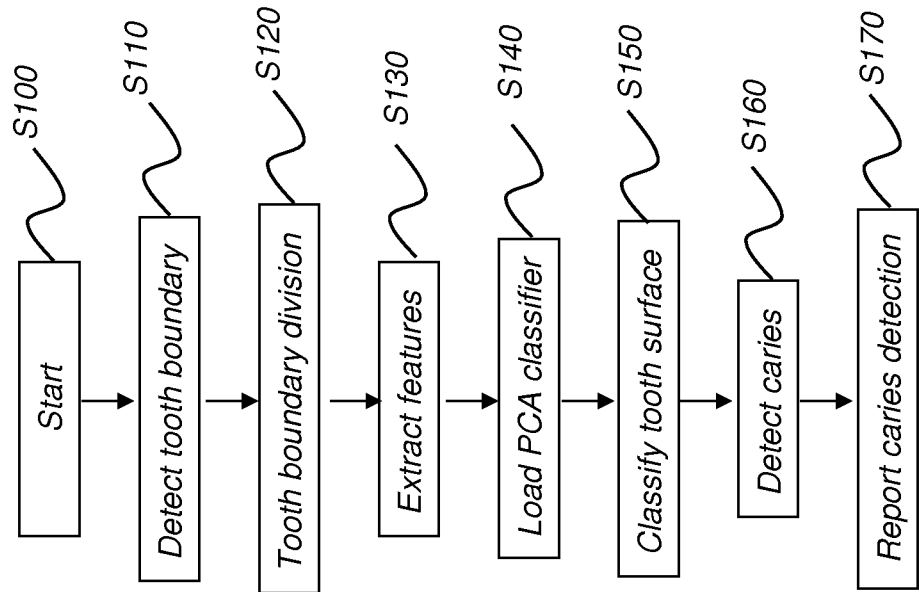 Start
S100
Detect tooth boundary
S110
Tooth boundary division
S120
Extract features
S130
Load PCA classifier
S140
Classify tooth surface
S150
Detect caries
S160
Report caries detection
S170